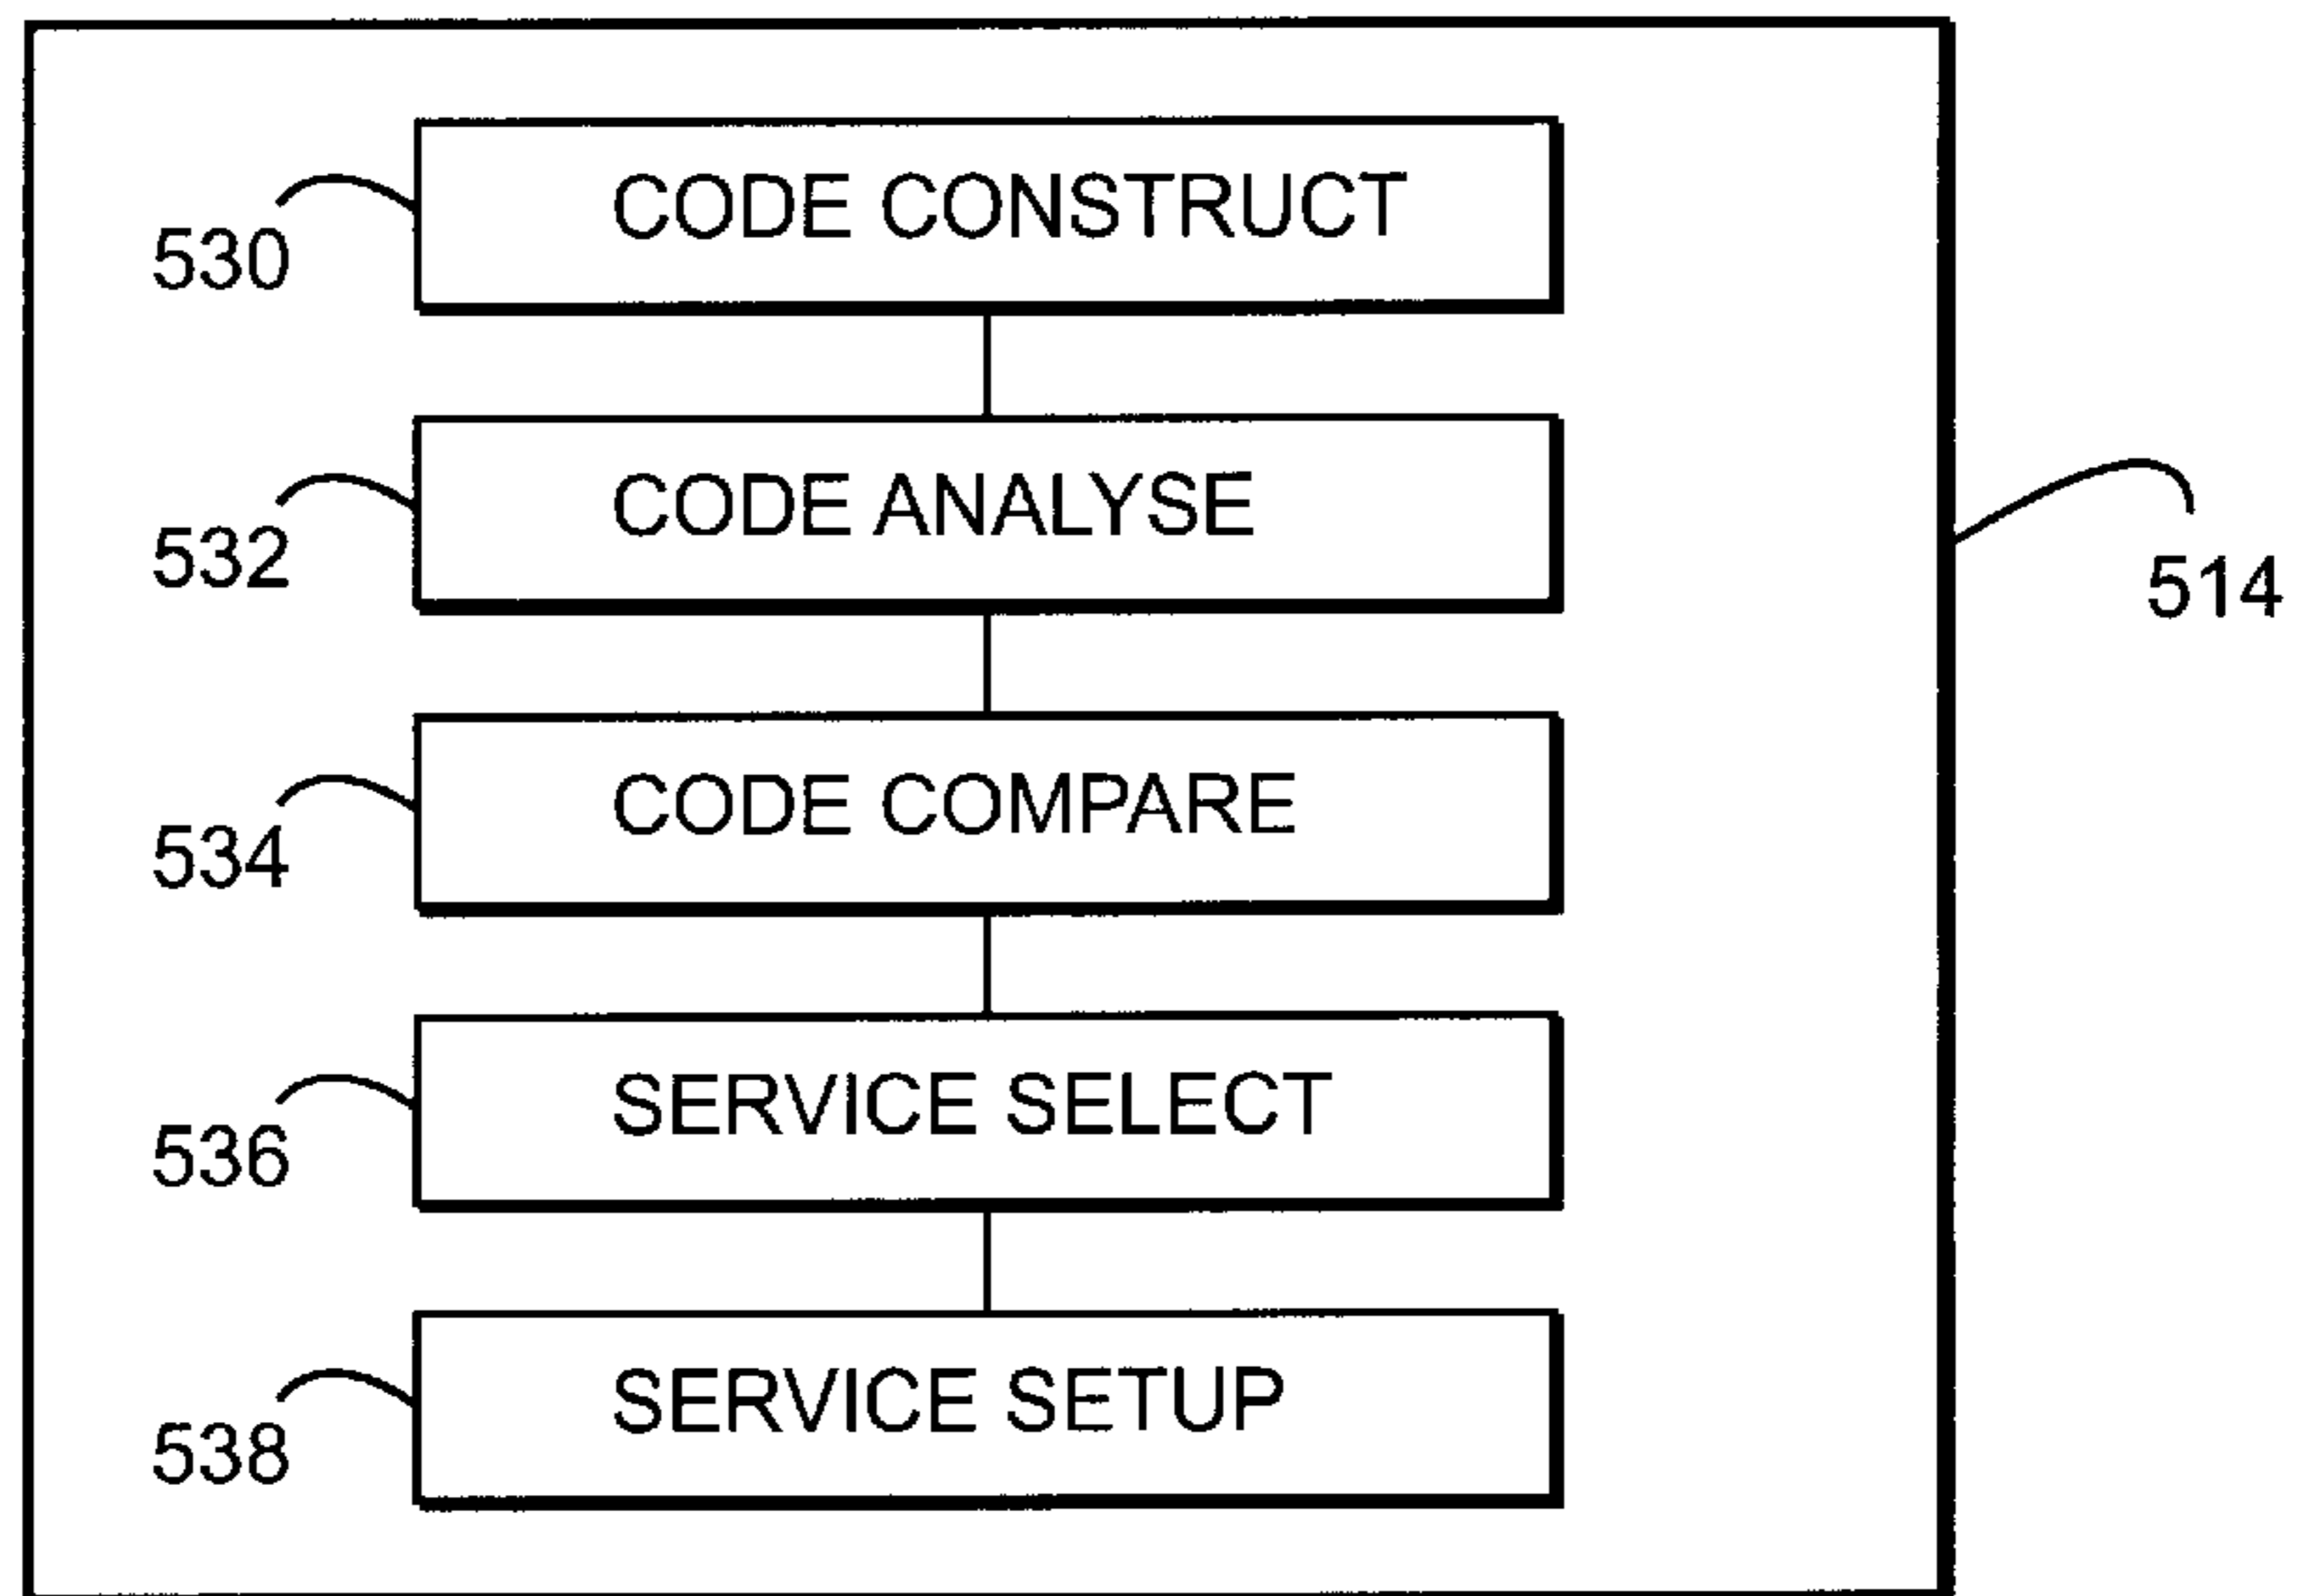 CODE CONSTRUCT
530
CODE ANALYSE
532
514
CODE COMPARE
534
SERVICE SELECT
536
SERVICE SETUP
538